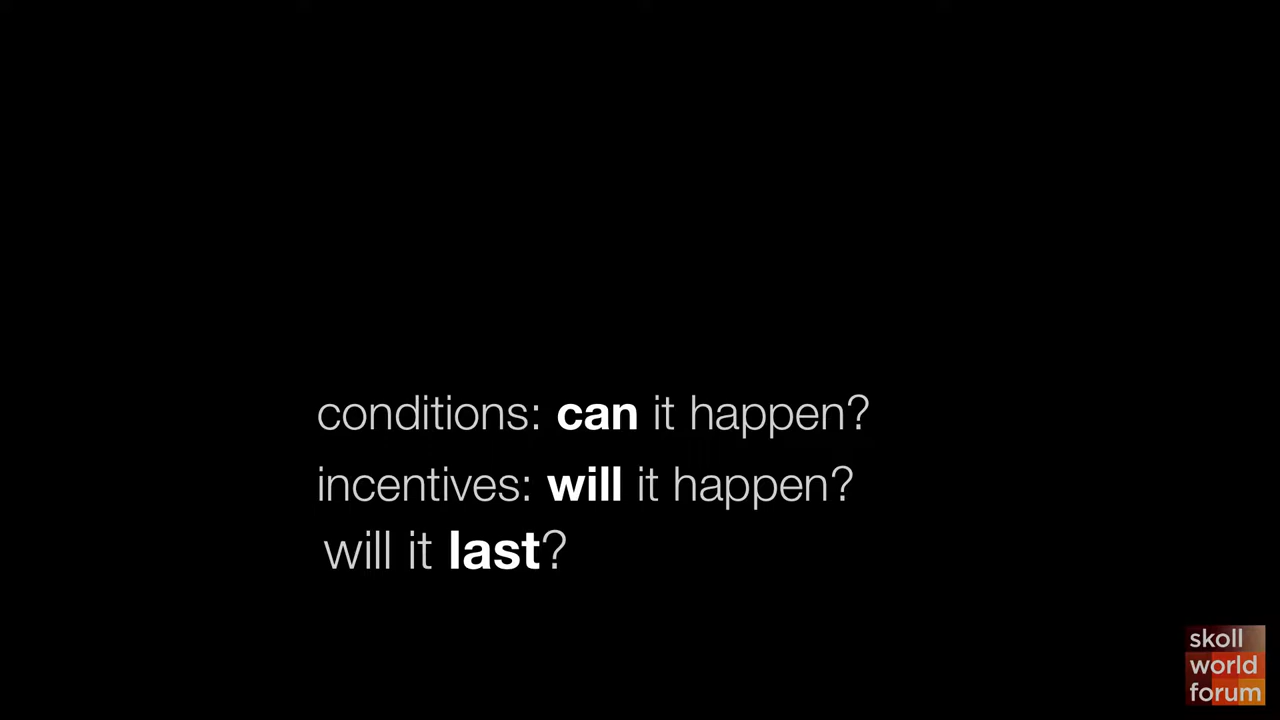 conditions: can it happen?
incentives: will it happen?
will it last?
skoll
world
forum